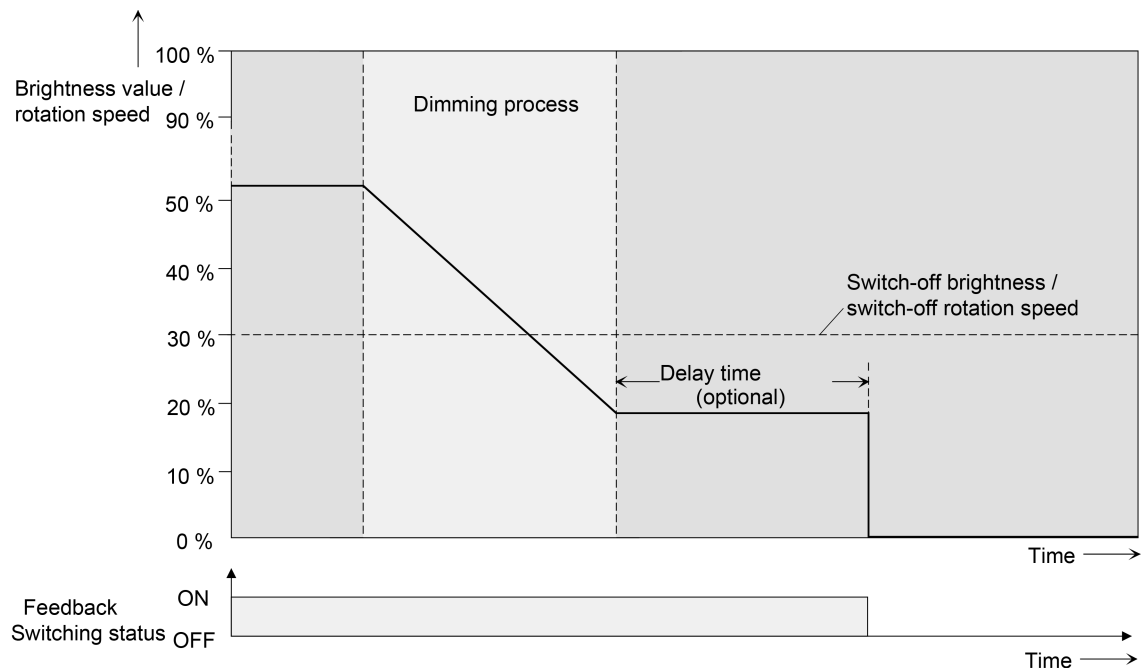 100 %
Brightness value /
rotation speed
90 %
Dimming process
50 %
40 %
Switch-off brightness /
switch-off rotation speed
30 %
Delay time
(optional)
20 %
10 %
0 %
Time
ON
Feedback
Switching status
OFF
Time